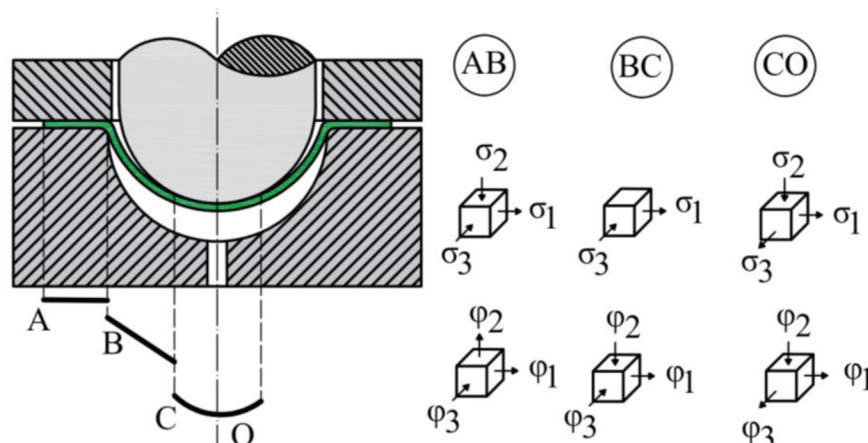 AB BC CO
σ2 σ1 σ3
σ1 σ3
σ2 σ1 σ3
A B C O
φ2 φ1 φ3
φ2 φ1 φ3
φ2 φ1 φ3